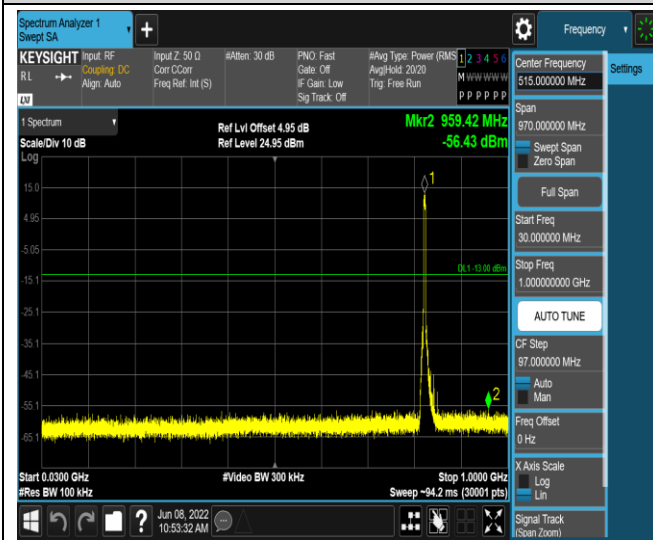 Spectrum Analyzer 1
Swept SA
Frequency
KEYSIGHT
RL
LXI
Input: RF
Coupling: DC
Align: Auto
Input Z: 50 Ω
Corr CCorr
Freq Ref: Int (S)
#Atten: 30 dB
PNO: Fast
Gate: Off
IF Gain: Low
Sig Track: Off
#Avg Type: Power (RMS
Avg|Hold: 20/20
Trig: Free Run
1 2 3 4 5 6
M W W W W W
P P P P P P
1 Spectrum
Scale/Div 10 dB
Log
Ref Lvl Offset 4.95 dB
Ref Level 24.95 dBm
Mkr2 959.42 MHz
-56.43 dBm
15.0
4.95
-5.05
-15.1
-25.1
-35.1
-45.1
-55.1
-65.1
1
DL1 -13.00 dBm
2
Start 0.0300 GHz
#Res BW 100 kHz
#Video BW 300 kHz
Stop 1.0000 GHz
Sweep ~94.2 ms (30001 pts)
Jun 08, 2022
10:53:32 AM
Center Frequency
515.000000 MHz
Span
970.000000 MHz
Swept Span
Zero Span
Full Span
Start Freq
30.000000 MHz
Stop Freq
1.000000000 GHz
AUTO TUNE
CF Step
97.000000 MHz
Auto
Man
Freq Offset
0 Hz
X Axis Scale
Log
Lin
Signal Track
(Span Zoom)
Settings